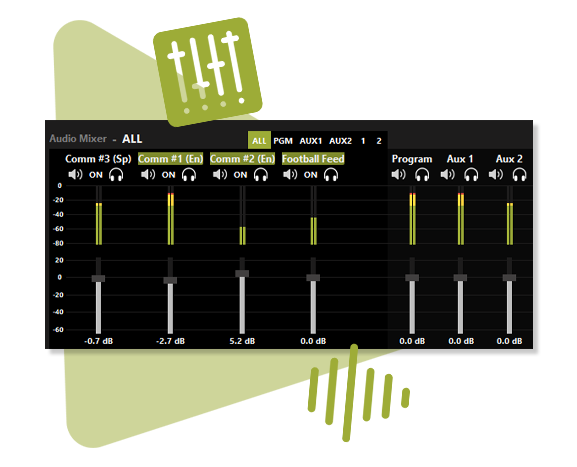 Audio Mixer - ALL
ALL PGM AUX1 AUX2 1 2
Comm #3 (Sp) Comm #1 (En) Comm #2 (En) Football Feed Program Aux 1 Aux 2
ON ON ON ON
0
-20
-40
-60
-80
20
0
-20
-40
-60
-0.7 dB -2.7 dB 5.2 dB 0.0 dB 0.0 dB 0.0 dB 0.0 dB